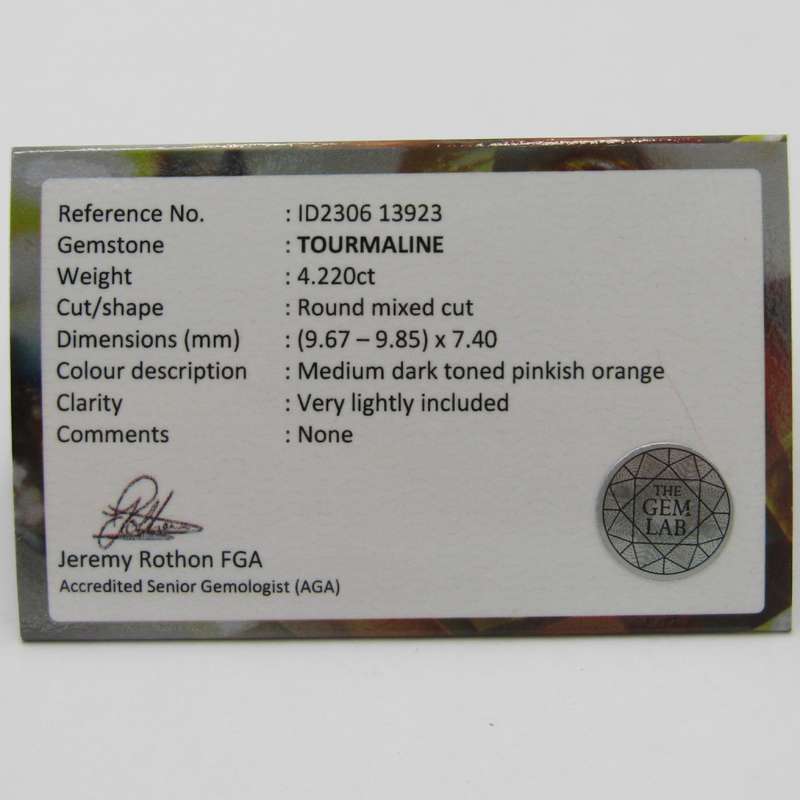 Reference No. : ID2306 13923
Gemstone : TOURMALINE
Weight : 4.220ct
Cut/shape : Round mixed cut
Dimensions (mm) : (9.67 – 9.85) x 7.40
Colour description : Medium dark toned pinkish orange
Clarity : Very lightly included
Comments : None
Jeremy Rothon FGA
Accredited Senior Gemologist (AGA)
THE
GEM
LAB